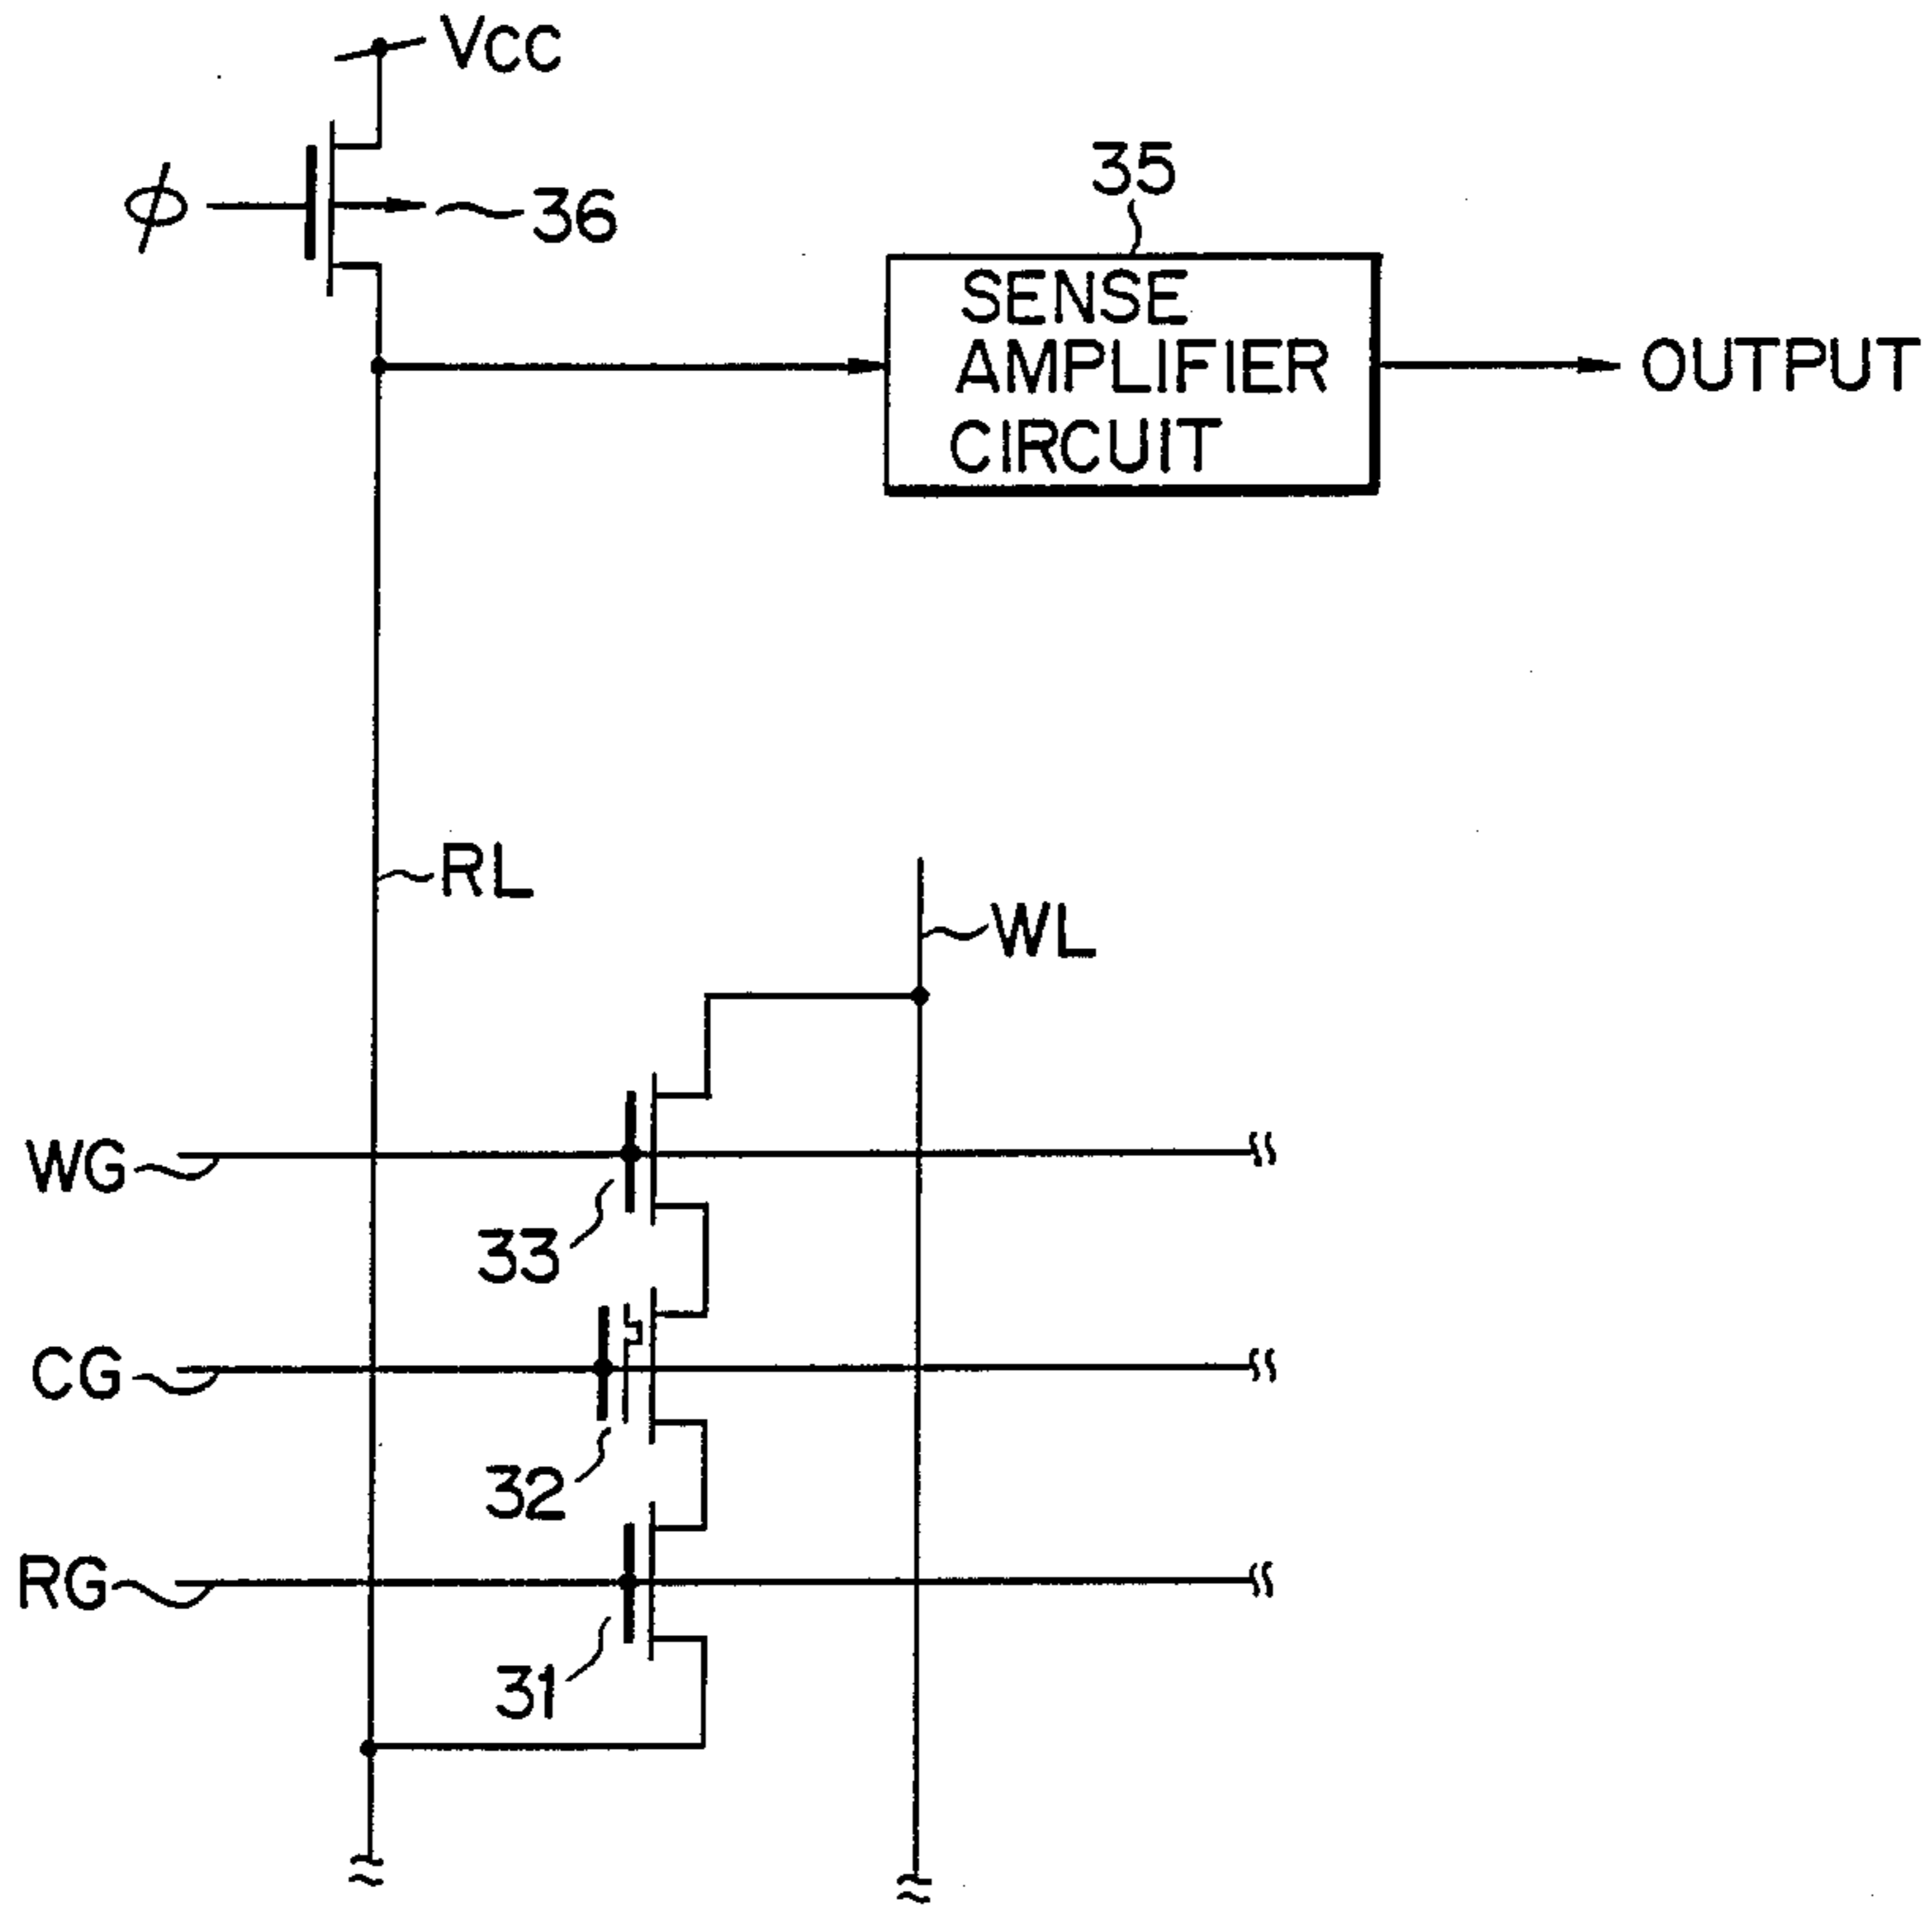 VCC
ϕ
36
35
SENSE
AMPLIFIER
CIRCUIT
OUTPUT
RL
WL
WG
33
CG
32
RG
31